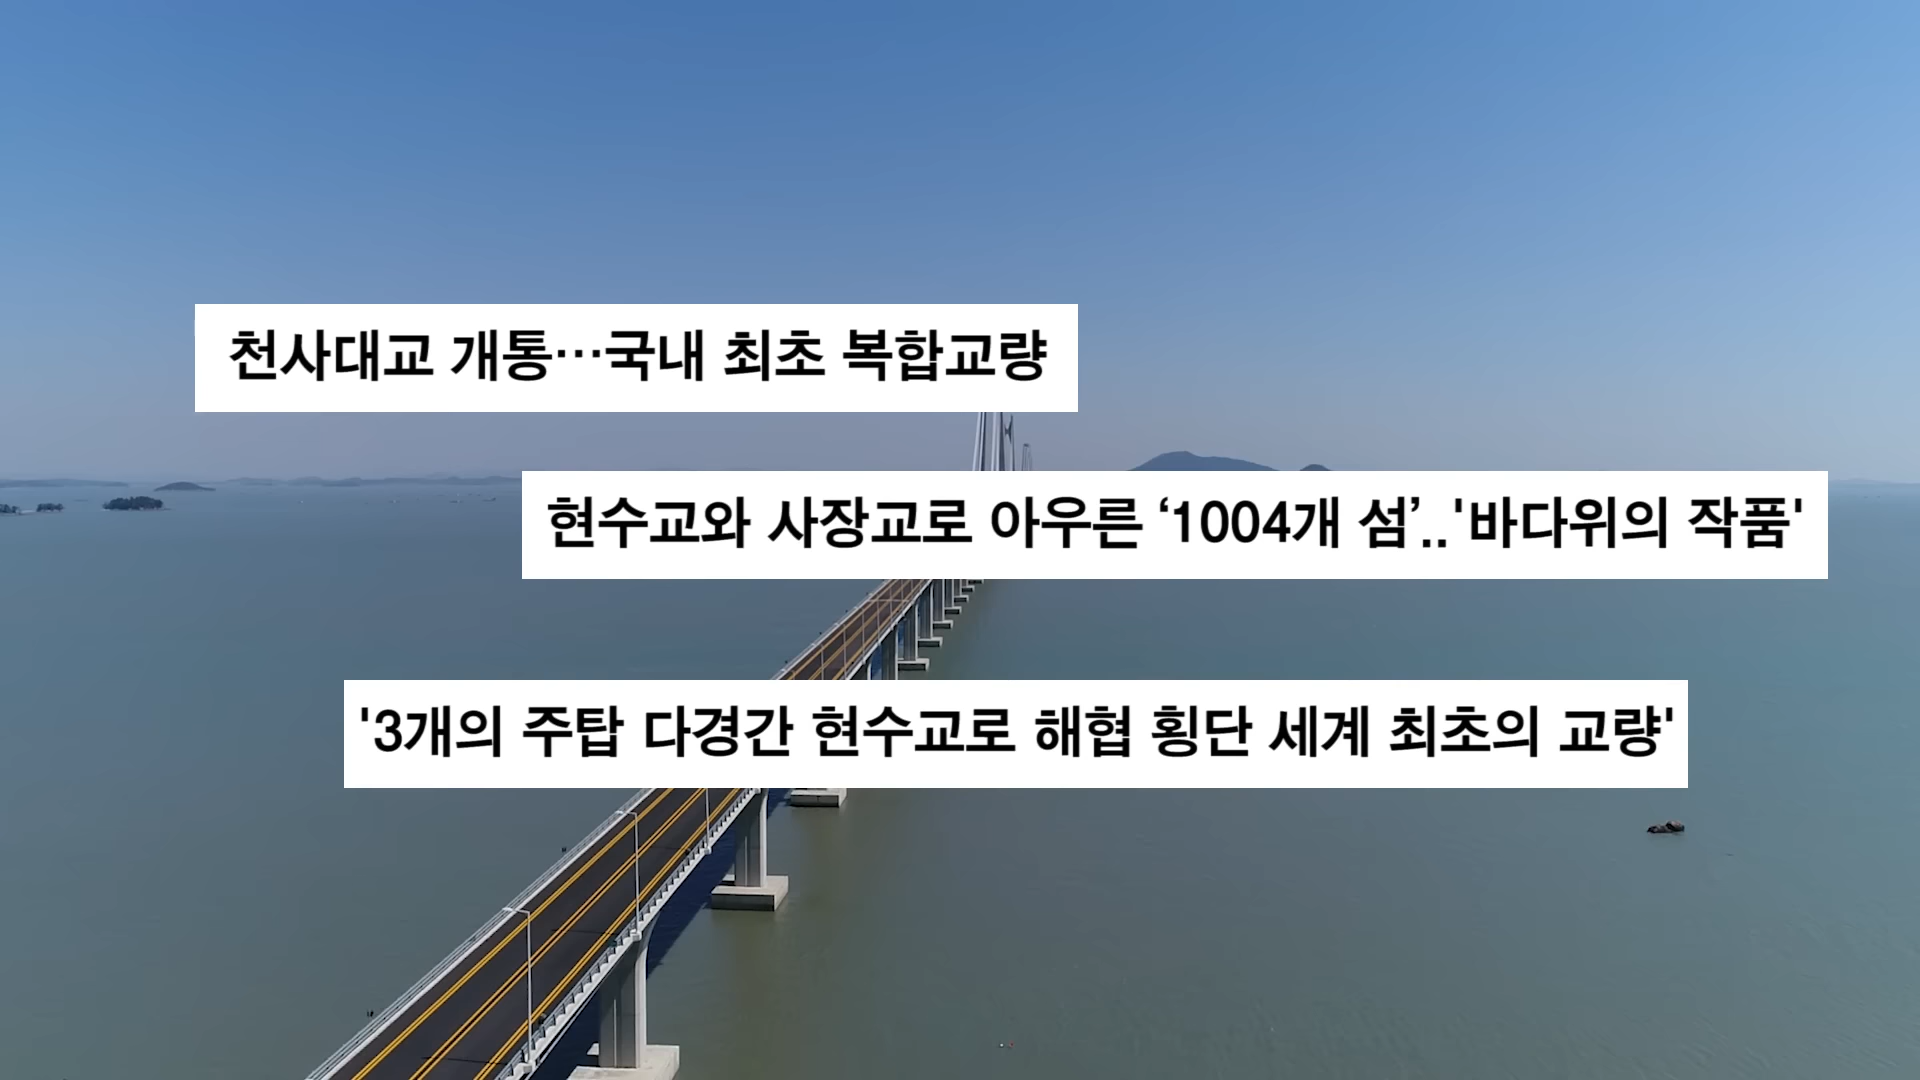 천사대교 개통…국내 최초 복합교량
현수교와 사장교로 아우른 ‘1004개 섬’..'바다위의 작품'
'3개의 주탑 다경간 현수교로 해협 횡단 세계 최초의 교량'